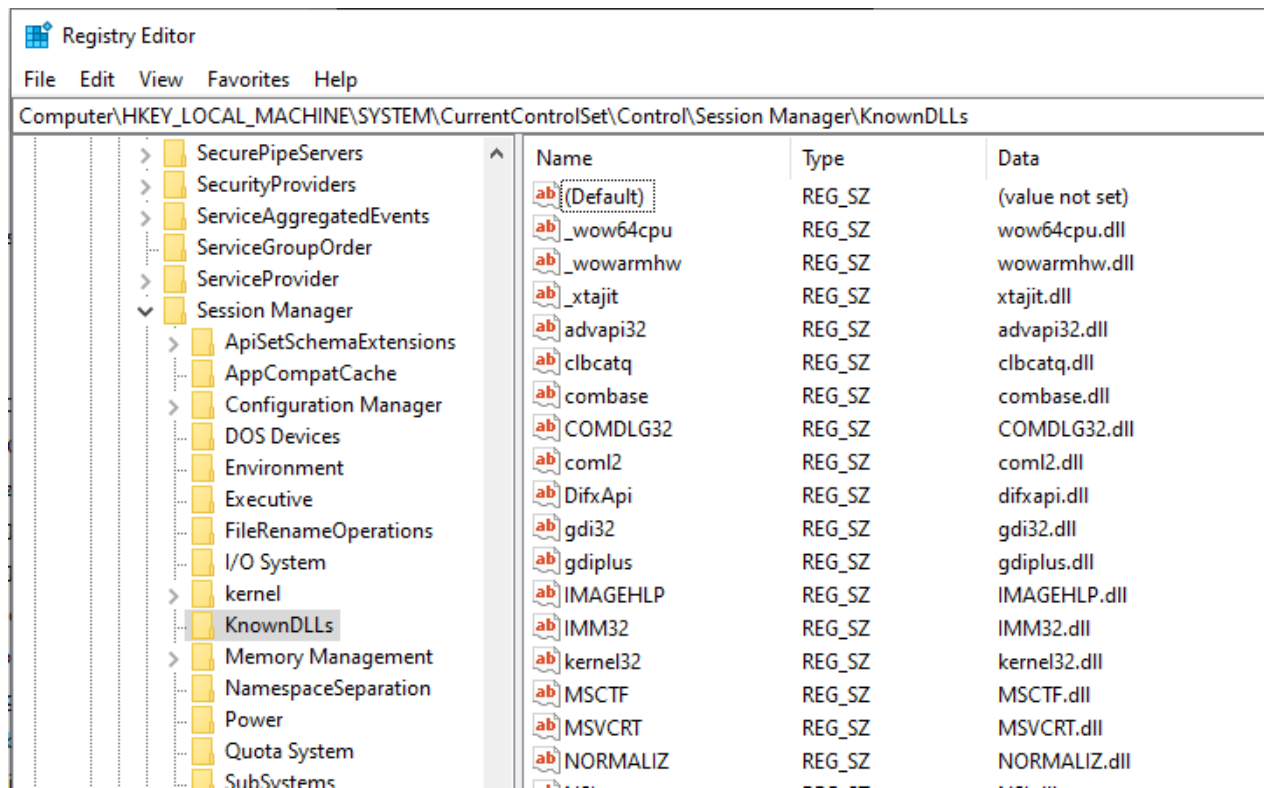 Registry Editor
File Edit View Favorites Help
Computer\HKEY_LOCAL_MACHINE\SYSTEM\CurrentControlSet\Control\Session Manager\KnownDLLs
SecurePipeServers
SecurityProviders
ServiceAggregatedEvents
ServiceGroupOrder
ServiceProvider
Session Manager
ApiSetSchemaExtensions
AppCompatCache
Configuration Manager
DOS Devices
Environment
Executive
FileRenameOperations
I/O System
kernel
KnownDLLs
Memory Management
NamespaceSeparation
Power
Quota System
SubSystems
Name Type Data
(Default) REG_SZ (value not set)
_wow64cpu REG_SZ wow64cpu.dll
_wowarmhw REG_SZ wowarmhw.dll
_xtajit REG_SZ xtajit.dll
advapi32 REG_SZ advapi32.dll
clbcatq REG_SZ clbcatq.dll
combase REG_SZ combase.dll
COMDLG32 REG_SZ COMDLG32.dll
coml2 REG_SZ coml2.dll
DifxApi REG_SZ difxapi.dll
gdi32 REG_SZ gdi32.dll
gdiplus REG_SZ gdiplus.dll
IMAGEHLP REG_SZ IMAGEHLP.dll
IMM32 REG_SZ IMM32.dll
kernel32 REG_SZ kernel32.dll
MSCTF REG_SZ MSCTF.dll
MSVCRT REG_SZ MSVCRT.dll
NORMALIZ REG_SZ NORMALIZ.dll